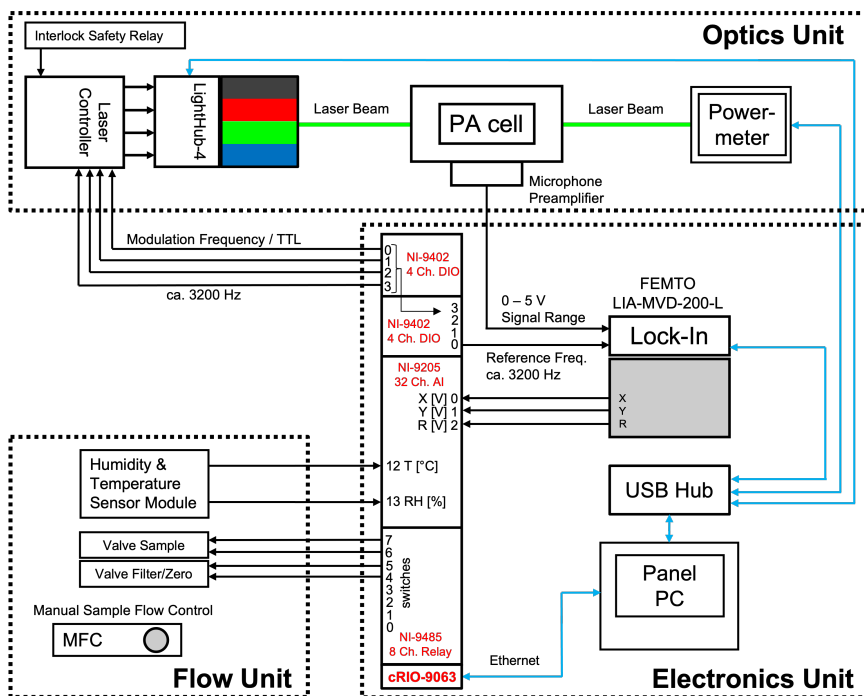 Optics Unit
Interlock Safety Relay
Laser
Controller
LightHub-4
Laser Beam
PA cell
Laser Beam
Power-
meter
Microphone
Preamplifier
Modulation Frequency / TTL
ca. 3200 Hz
0
1
2
3
NI-9402
4 Ch. DIO
3
2
1
0
NI-9402
4 Ch. DIO
0 – 5 V
Signal Range
FEMTO
LIA-MVD-200-L
Lock-In
Reference Freq.
ca. 3200 Hz
NI-9205
32 Ch. AI
X [V] 0
Y [V] 1
R [V] 2
X
Y
R
Humidity &
Temperature
Sensor Module
12 T [°C]
13 RH [%]
USB Hub
Valve Sample
Valve Filter/Zero
7
6
5
4
3
2
1
0
switches
NI-9485
8 Ch. Relay
Panel
PC
Manual Sample Flow Control
MFC
Flow Unit
cRIO-9063
Ethernet
Electronics Unit